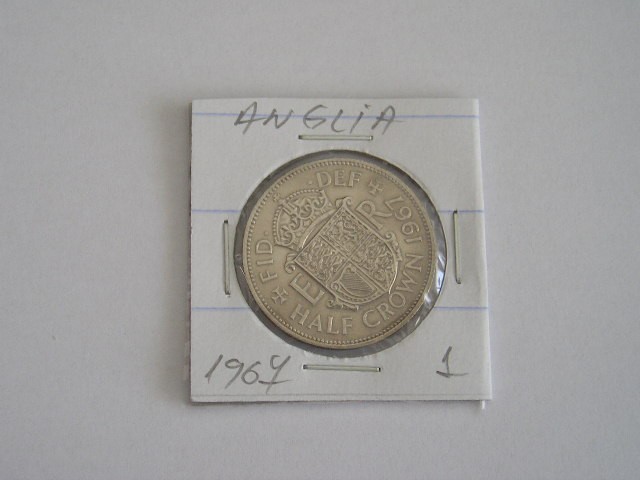 ANGLIA
FID · DEF
E R
HALF CROWN 1967
1967
1